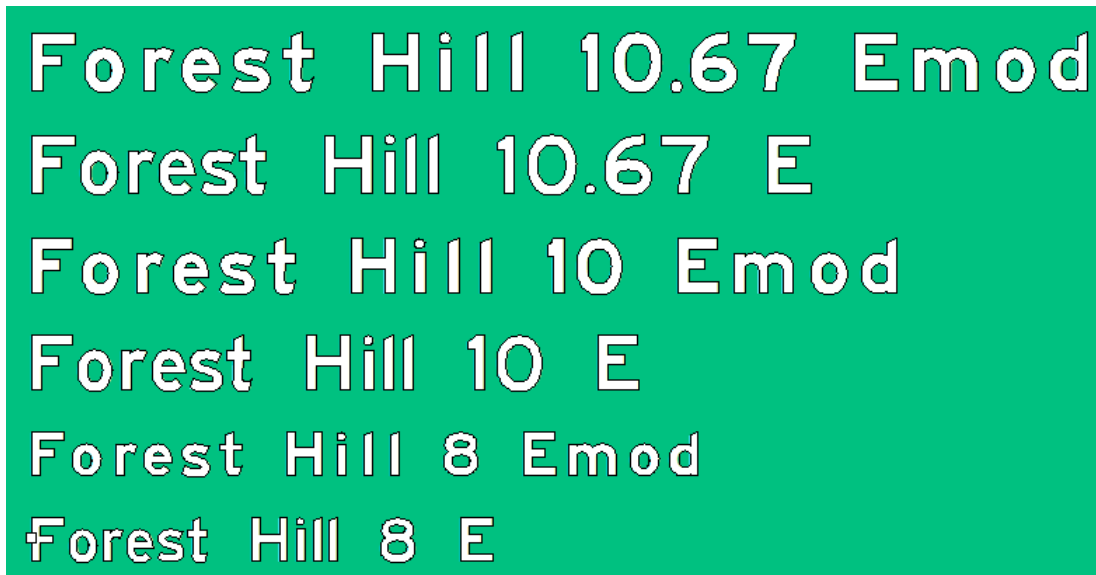 Forest Hill 10.67 Emod
Forest Hill 10.67 E
Forest Hill 10 Emod
Forest Hill 10 E
Forest Hill 8 Emod
Forest Hill 8 E